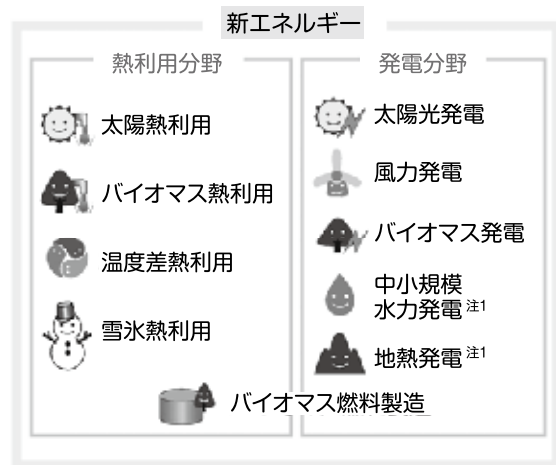 新エネルギー
熱利用分野
太陽熱利用
バイオマス熱利用
温度差熱利用
雪氷熱利用
発電分野
太陽光発電
風力発電
バイオマス発電
中小規模
水力発電 注1
地熱発電 注1
バイオマス燃料製造